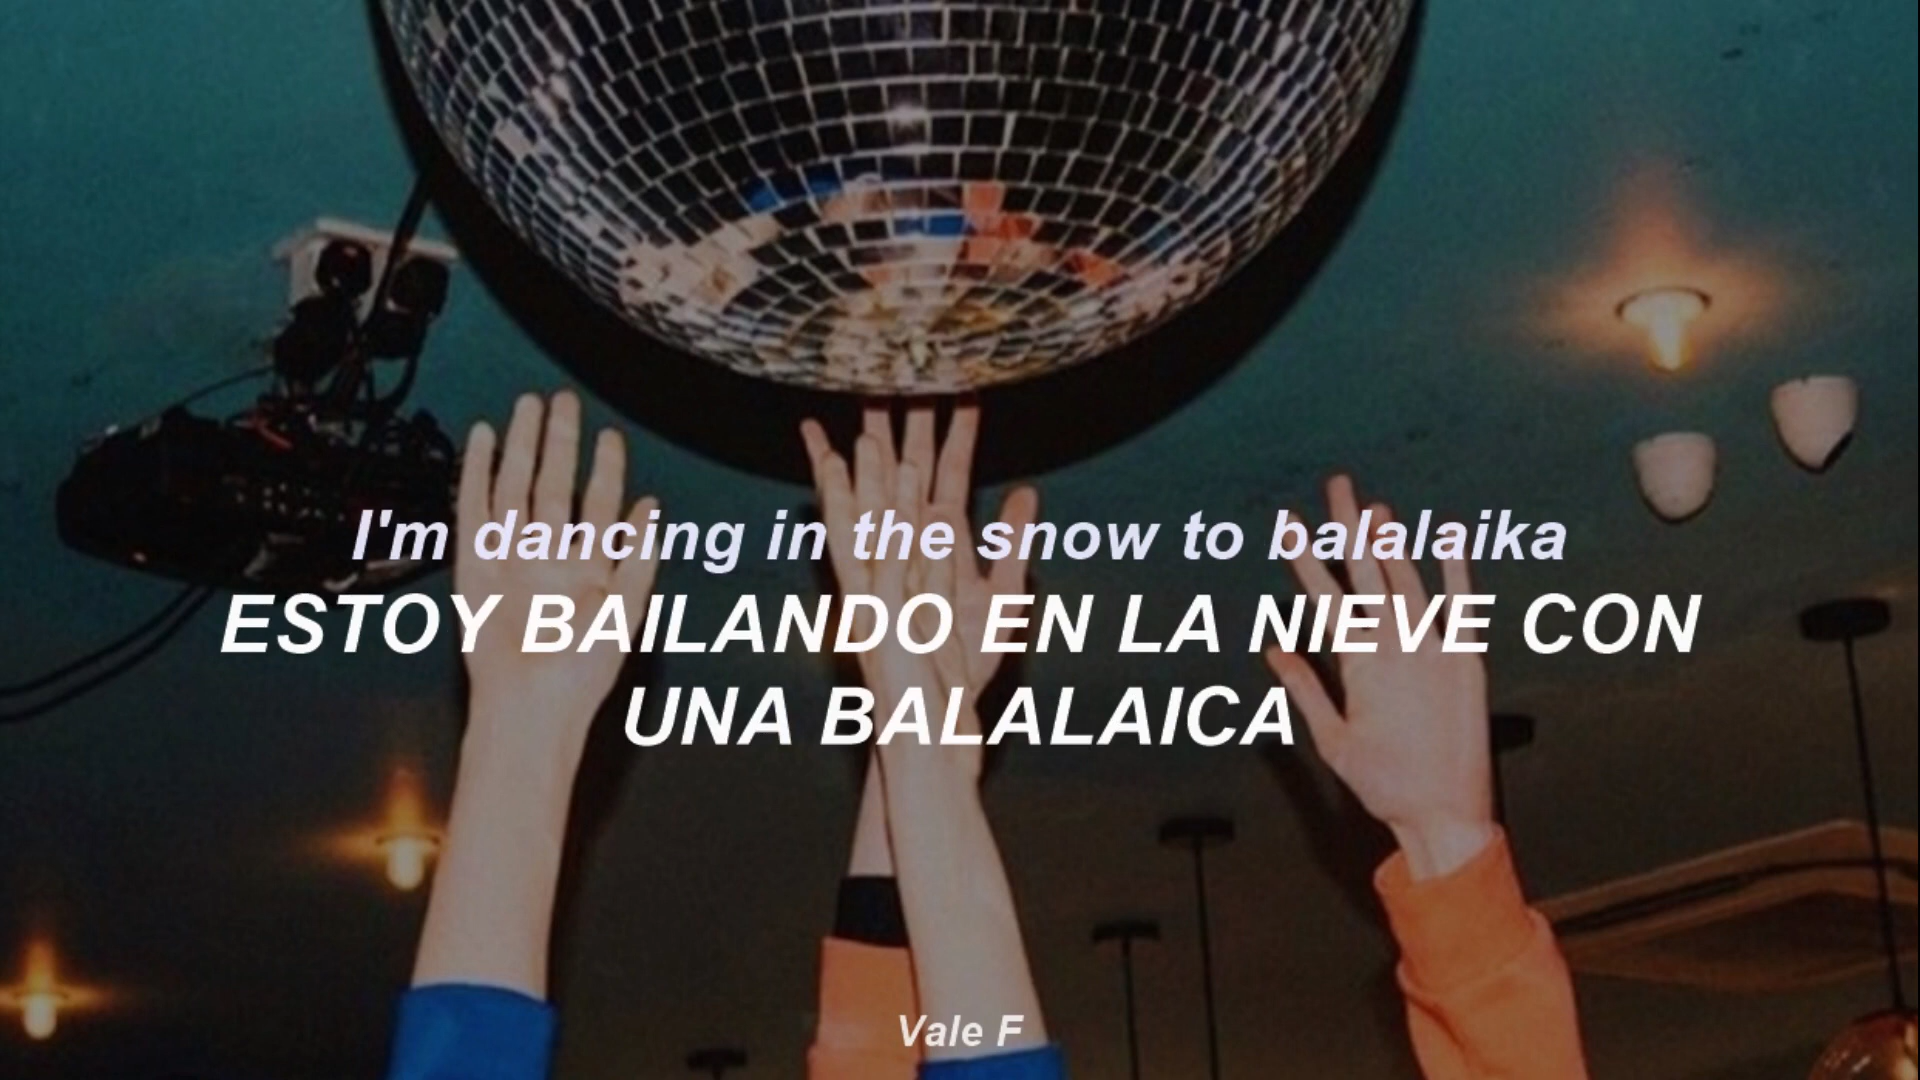 I'm dancing in the snow to balalaika
ESTOY BAILANDO EN LA NIEVE CON
UNA BALALAICA
Vale F